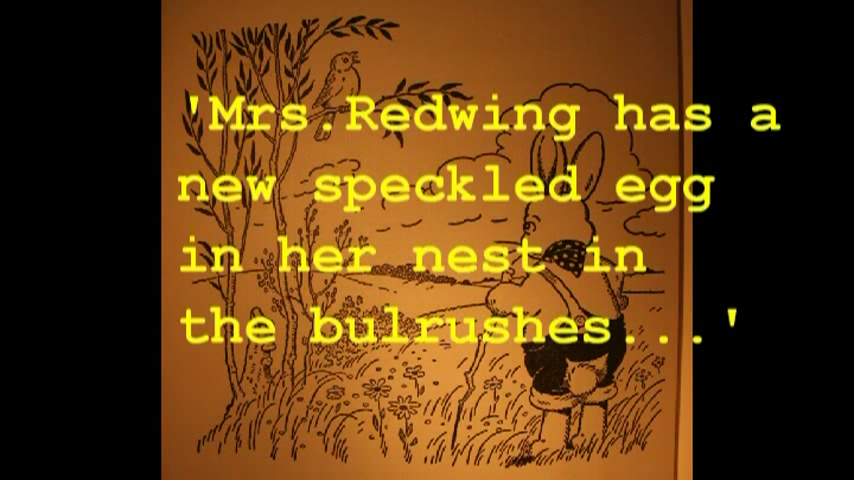 'Mrs.Redwing has a
new speckled egg
in her nest in
the bulrushes...'